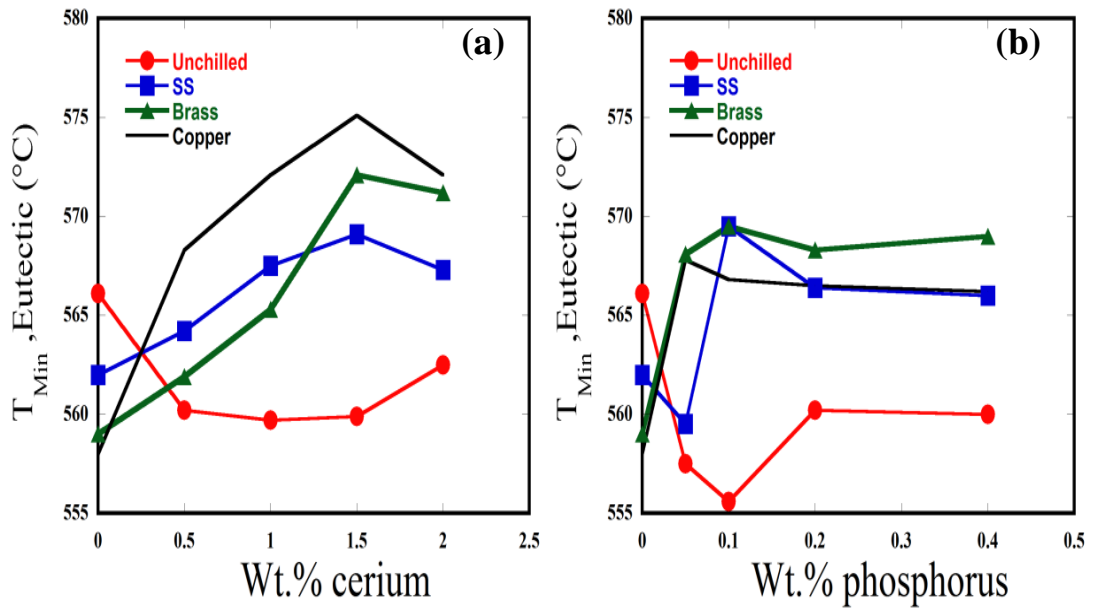 580
575
570
565
560
555
(a)
Unchilled
SS
Brass
Copper
T Min ,Eutectic (°C)
0 0.5 1 1.5 2 2.5
Wt.% cerium
580
575
570
565
560
555
(b)
Unchilled
SS
Brass
Copper
T Min ,Eutectic (°C)
0 0.1 0.2 0.3 0.4 0.5
Wt.% phosphorus